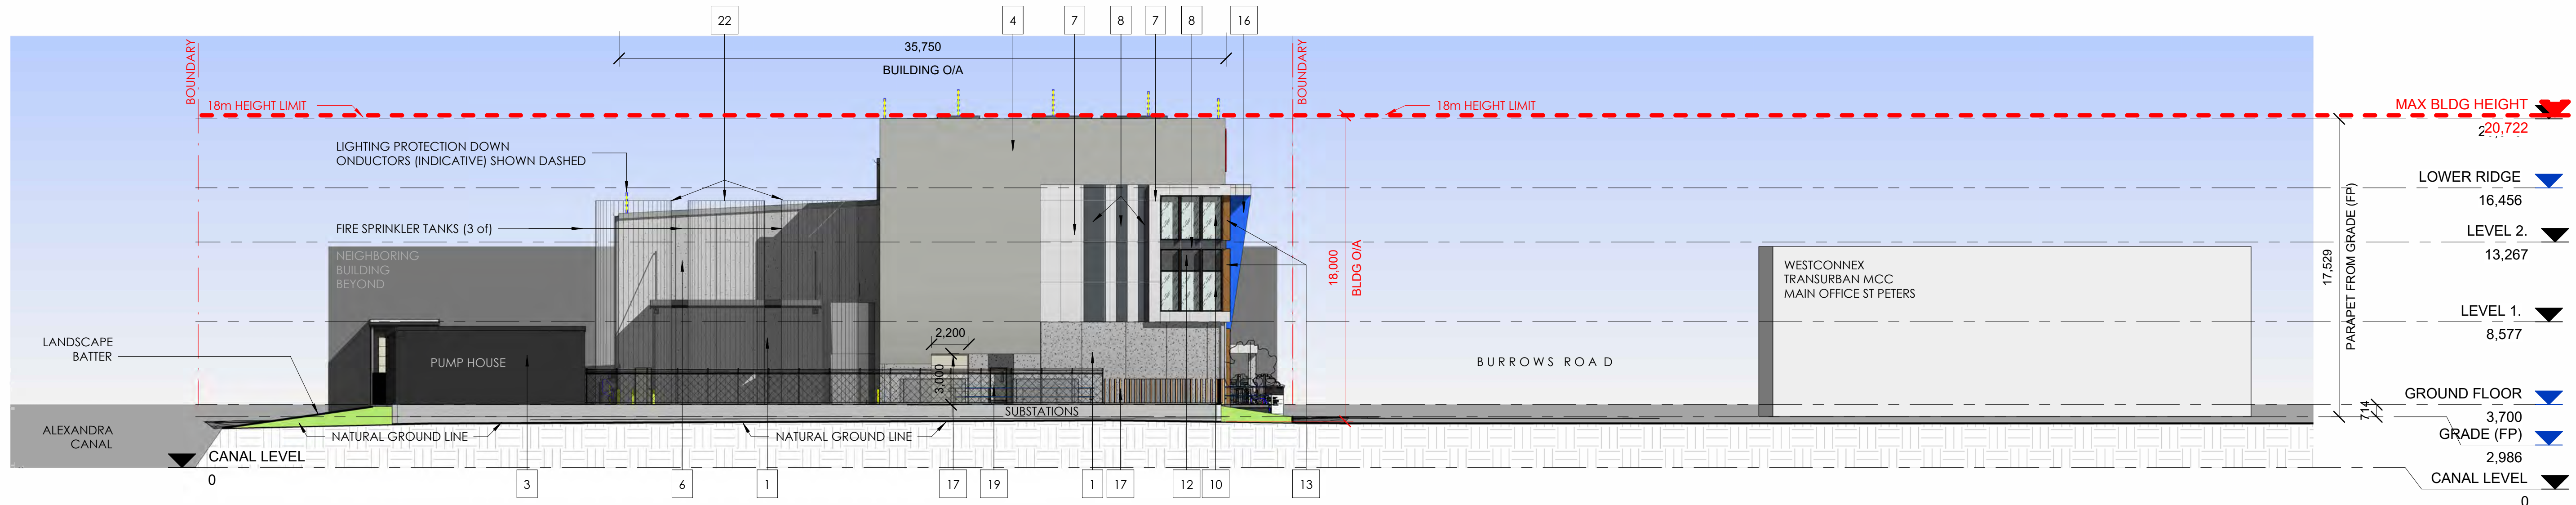 22
4
7
8
7
8
16
35,750
BUILDING O/A
BOUNDARY
BOUNDARY
18m HEIGHT LIMIT
18m HEIGHT LIMIT
MAX BLDG HEIGHT
20,722
LIGHTING PROTECTION DOWN
ONDUCTORS (INDICATIVE) SHOWN DASHED
LOWER RIDGE
16,456
FIRE SPRINKLER TANKS (3 of)
LEVEL 2.
13,267
NEIGHBORING
BUILDING
BEYOND
18,000
BLDG O/A
WESTCONNEX
TRANSURBAN MCC
MAIN OFFICE ST PETERS
17,529
PARAPET FROM GRADE (FP)
LEVEL 1.
8,577
LANDSCAPE
BATTER
PUMP HOUSE
2,200
3,000
BURROWS ROAD
GROUND FLOOR
3,700
714
SUBSTATIONS
ALEXANDRA
CANAL
NATURAL GROUND LINE
NATURAL GROUND LINE
GRADE (FP)
2,986
CANAL LEVEL
0
CANAL LEVEL
0
3
6
1
17
19
1
17
12
10
13